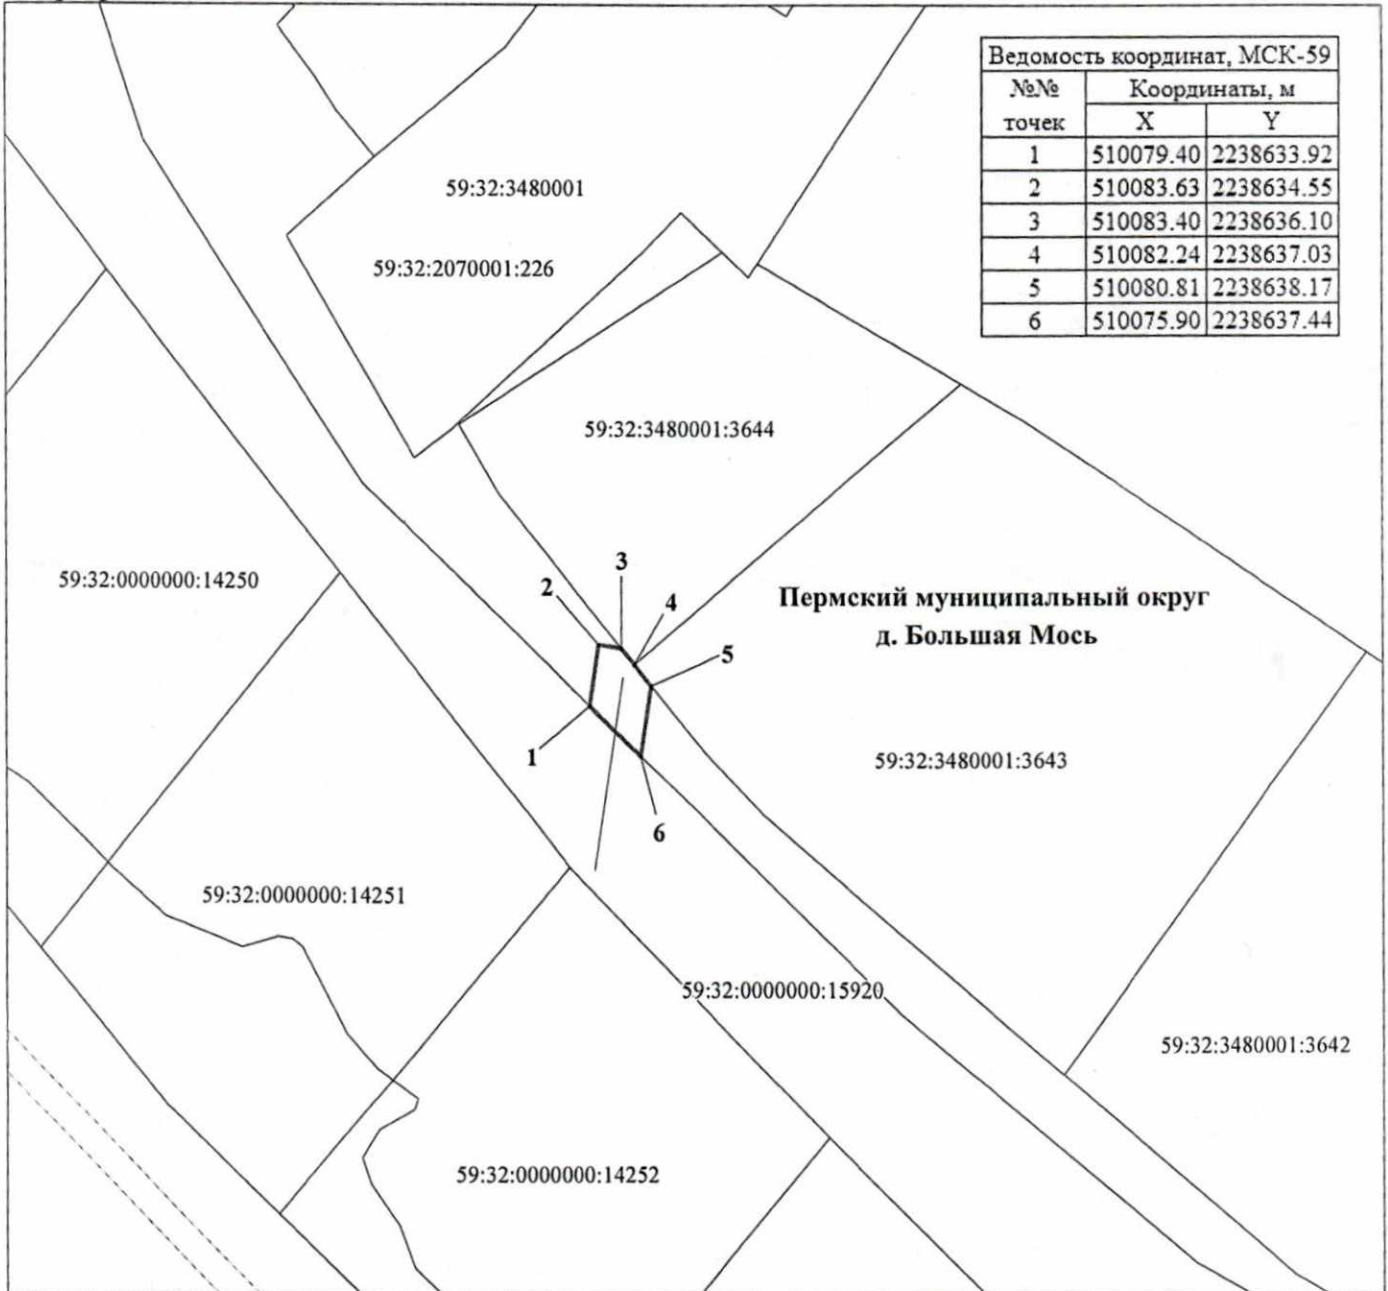 Ведомость координат, МСК-59
№№ точек Координаты, м
X Y
1 510079.40 2238633.92
2 510083.63 2238634.55
3 510083.40 2238636.10
4 510082.24 2238637.03
5 510080.81 2238638.17
6 510075.90 2238637.44
59:32:3480001
59:32:2070001:226
59:32:3480001:3644
59:32:0000000:14250
3
2
4
Пермский муниципальный округ
д. Большая Мось
5
1
59:32:3480001:3643
6
59:32:0000000:14251
59:32:0000000:15920
59:32:3480001:3642
59:32:0000000:14252